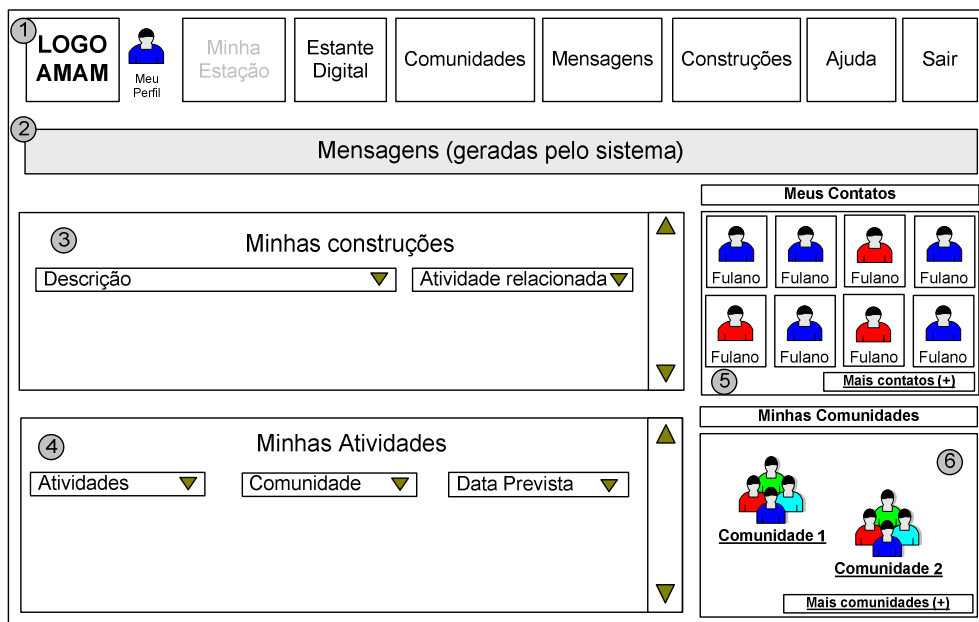 1
LOGO
AMAM
Meu
Perfil
Minha
Estação
Estante
Digital
Comunidades
Mensagens
Construções
Ajuda
Sair
2
Mensagens (geradas pelo sistema)
3
Minhas construções
Descrição
Atividade relacionada
Meus Contatos
Fulano
Fulano
Fulano
Fulano
Fulano
Fulano
Fulano
Fulano
5
Mais contatos (+)
4
Minhas Atividades
Atividades
Comunidade
Data Prevista
Minhas Comunidades
6
Comunidade 1
Comunidade 2
Mais comunidades (+)